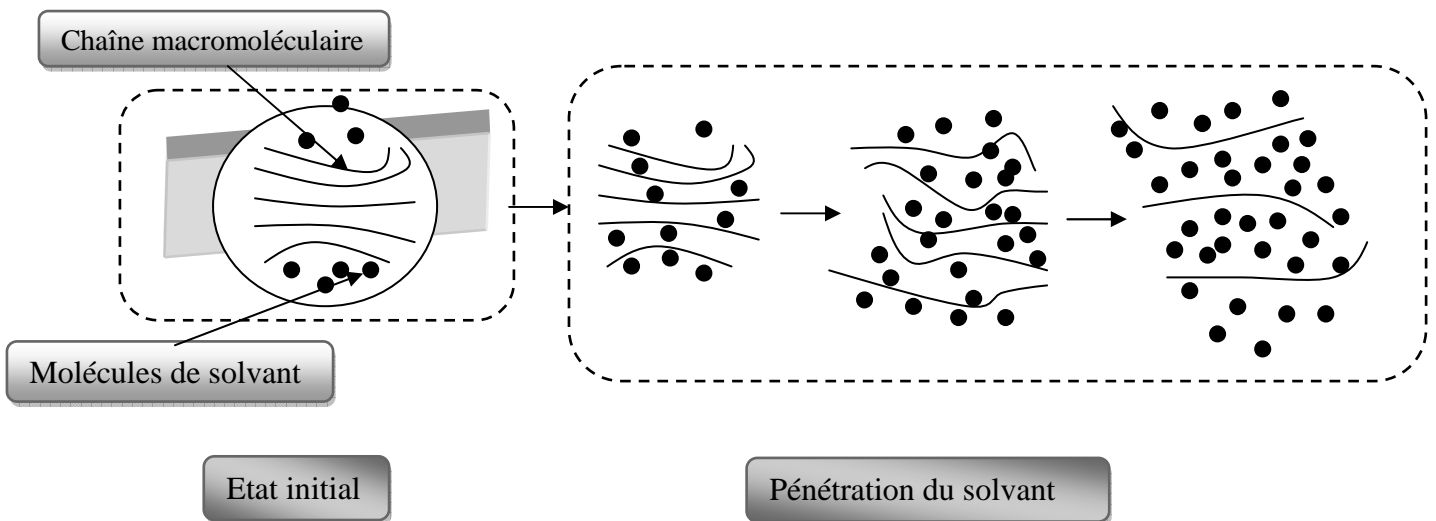 Chaîne macromoléculaire
Molécules de solvant
Etat initial
Pénétration du solvant